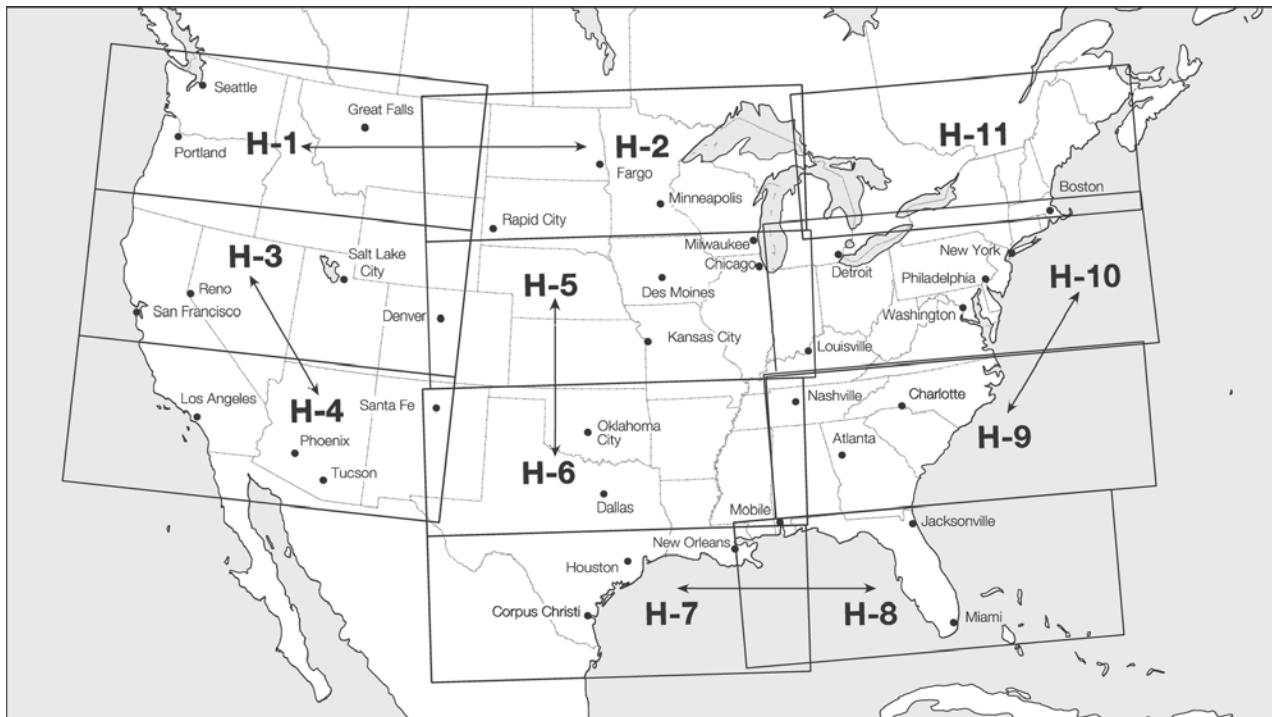 Seattle
Great Falls
H-1
H-2
H-11
Portland
Fargo
Minneapolis
Boston
Rapid City
Milwaukee
New York
H-3
Salt Lake
City
Chicago
Detroit
Philadelphia
H-10
Reno
H-5
Des Moines
San Francisco
Denver
Washington
Kansas City
Louisville
Los Angeles
H-4
Santa Fe
Nashville
Charlotte
Oklahoma
City
Atlanta
H-9
Phoenix
Tucson
H-6
Dallas
Mobile
Jacksonville
New Orleans
Houston
Corpus Christi
H-7
H-8
Miami